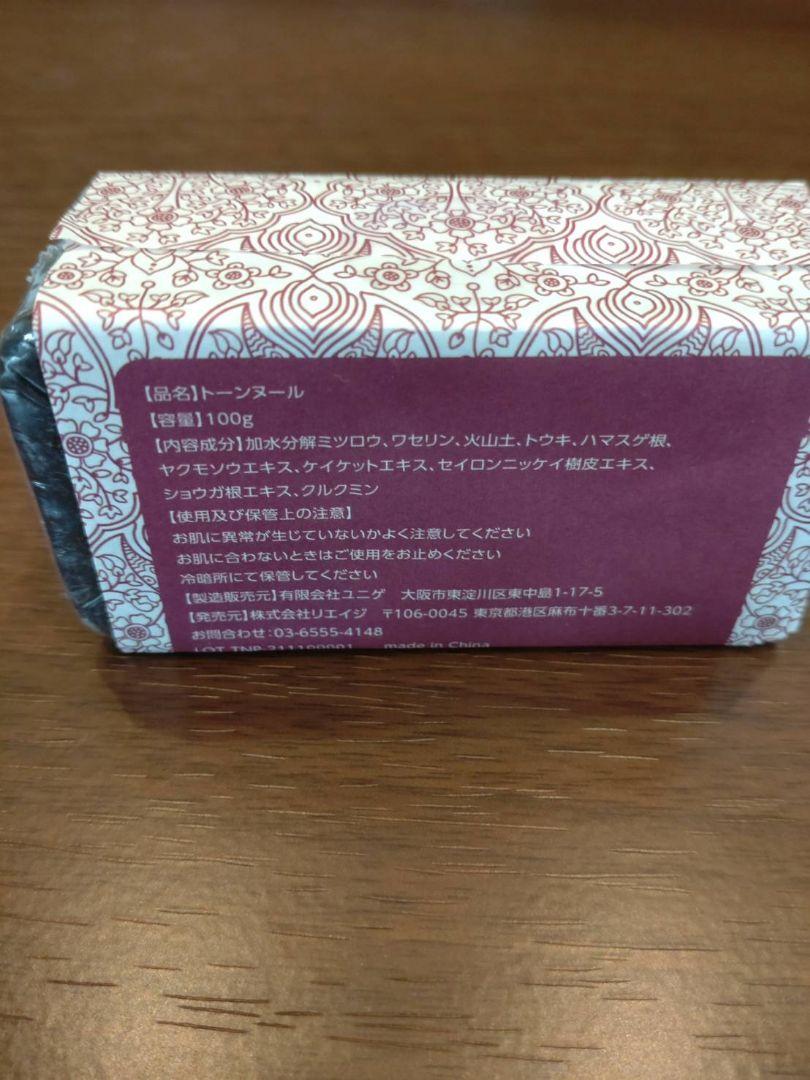 【品名】トーンヌール
【容量】100g
【内容成分】加水分解ミツロウ、ワセリン、火山土、トウキ、ハマスゲ根、
ヤクモソウエキス、ケイケットエキス、セイロンニッケイ樹皮エキス、
ショウガ根エキス、クルクミン
【使用及び保管上の注意】
お肌に異常が生じていないかよく注意してください
お肌に合わないときはご使用をお止めください
冷暗所にて保管してください
【製造販売元】有限会社ユニゲ 大阪市東淀川区東中島1-17-5
【発売元】株式会社リエイジ 〒106-0045 東京都港区麻布十番3-7-11-302
お問合わせ：03-6555-4148
LOT made in China